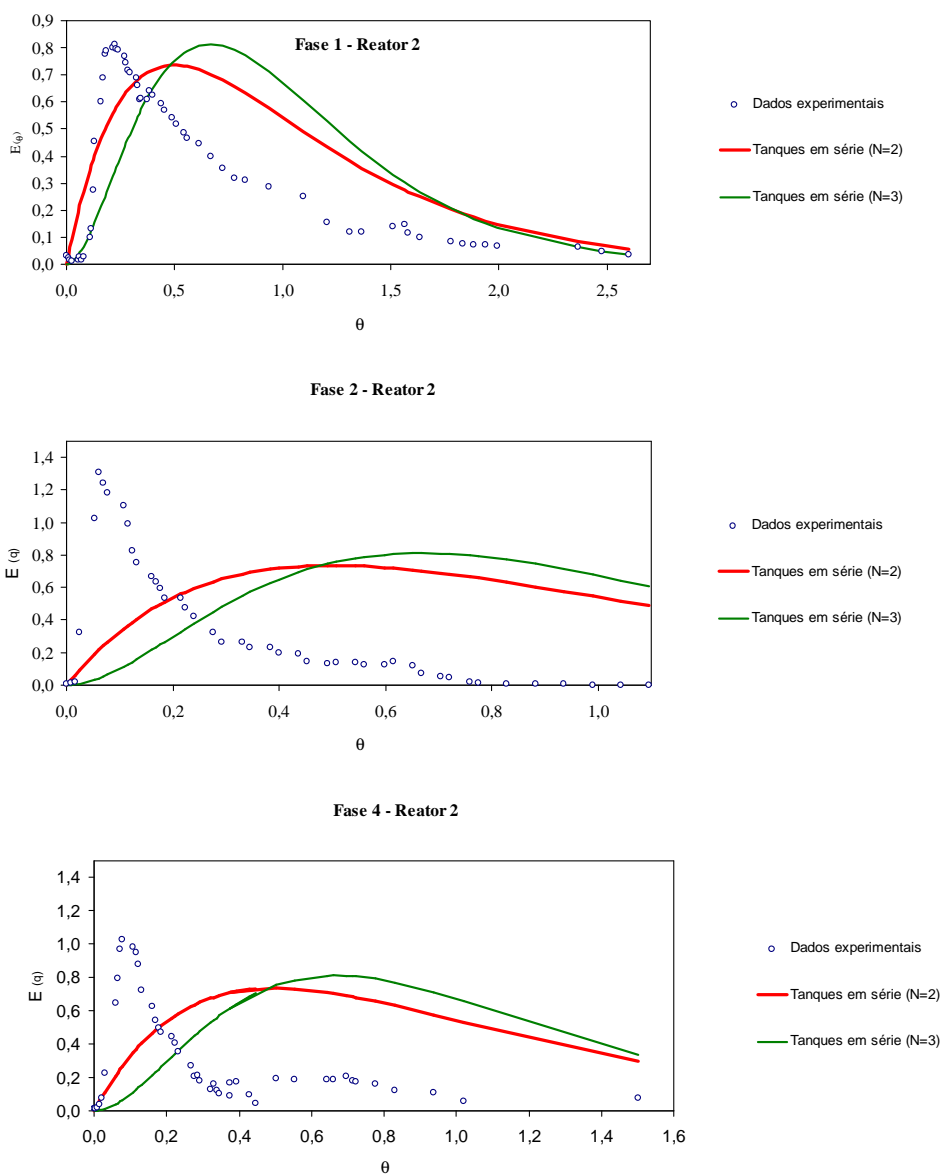 Fase 1 - Reator 2
0,9
0,8
0,7
0,6
0,5
0,4
0,3
0,2
0,1
0,0
E(θ)
0,0 0,5 1,0 1,5 2,0 2,5
θ
Dados experimentais
Tanques em série (N=2)
Tanques em série (N=3)
Fase 2 - Reator 2
1,4
1,2
1,0
0,8
0,6
0,4
0,2
0,0
E (q)
0,0 0,2 0,4 0,6 0,8 1,0
θ
Dados experimentais
Tanques em série (N=2)
Tanques em série (N=3)
Fase 4 - Reator 2
1,4
1,2
1,0
0,8
0,6
0,4
0,2
0,0
E (q)
0,0 0,2 0,4 0,6 0,8 1,0 1,2 1,4 1,6
θ
Dados experimentais
Tanques em série (N=2)
Tanques em série (N=3)